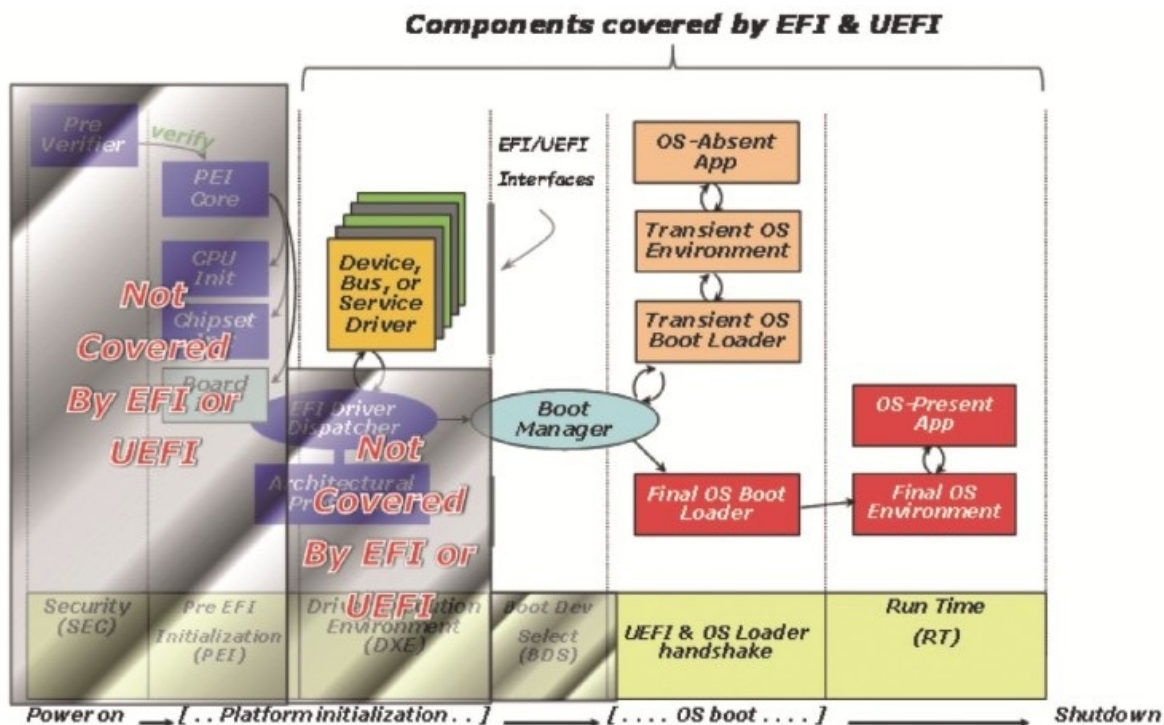 Components covered by EFI & UEFI
Pre
Verifier
verify
PEI
Core
CPU
Init
Chipset
Board
Not
Covered
By EFI or
UEFI
Device,
Bus, or
Service
Driver
EFI Driver
Dispatcher
Architectural
Not
Covered
By EFI or
UEFI
EFI/UEFI
Interfaces
Boot
Manager
OS-Absent
App
Transient OS
Environment
Transient OS
Boot Loader
Final OS Boot
Loader
OS-Present
App
Final OS
Environment
Security
(SEC)
Pre EFI
Initialization
(PEI)
Environment
(DXE)
Boot Dev
Select
(BDS)
UEFI & OS Loader
handshake
Run Time
(RT)
Power on
[ . . Platform initialization . . ]
[ . . . . OS boot . . . . ]
Shutdown